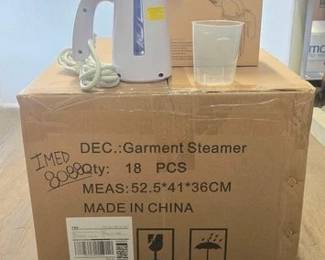 DEC.:Garment Steamer
IMED
8088
Qty: 18 PCS
MEAS: 52.5*41*36CM
MADE IN CHINA